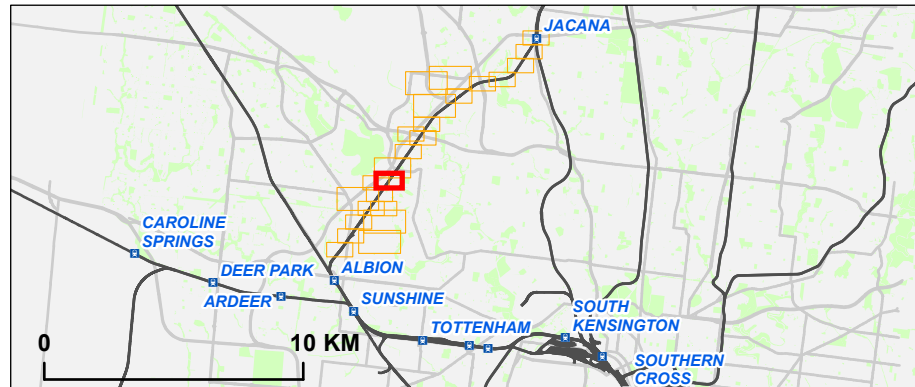 JACANA
CAROLINE
SPRINGS
DEER PARK
ALBION
ARDEER
SUNSHINE
SOUTH
KENSINGTON
TOTTENHAM
0
10 KM
SOUTHERN
CROSS